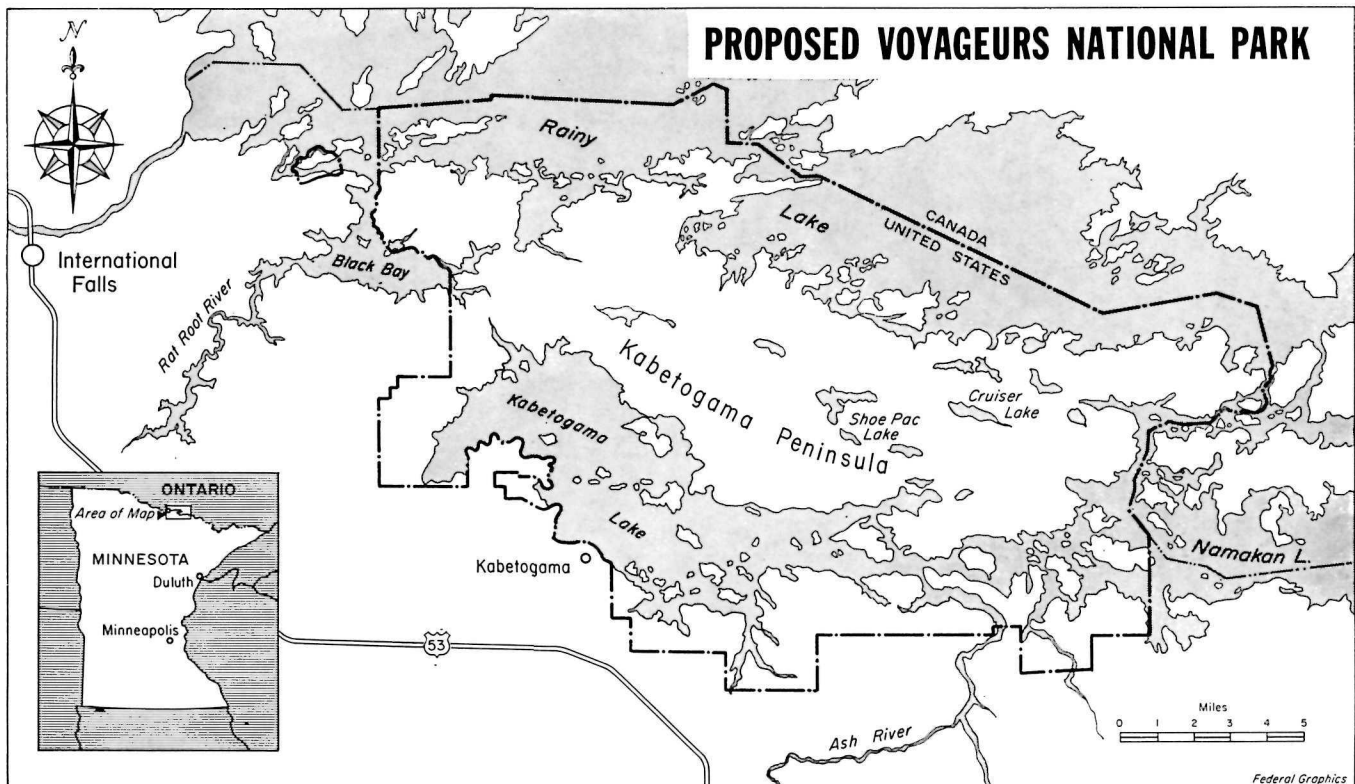 PROPOSED VOYAGEURS NATIONAL PARK
N
Rainy
Lake
CANADA
UNITED STATES
International
Falls
Black Bay
Rat Root River
Kabetogama
Peninsula
Kabetogama
Lake
Shoe Pac
Lake
Cruiser
Lake
Namakan L.
Kabetogama
53
Ash River
ONTARIO
Area of Map
MINNESOTA
Duluth
Minneapolis
Miles
0 1 2 3 4 5
Federal Graphics